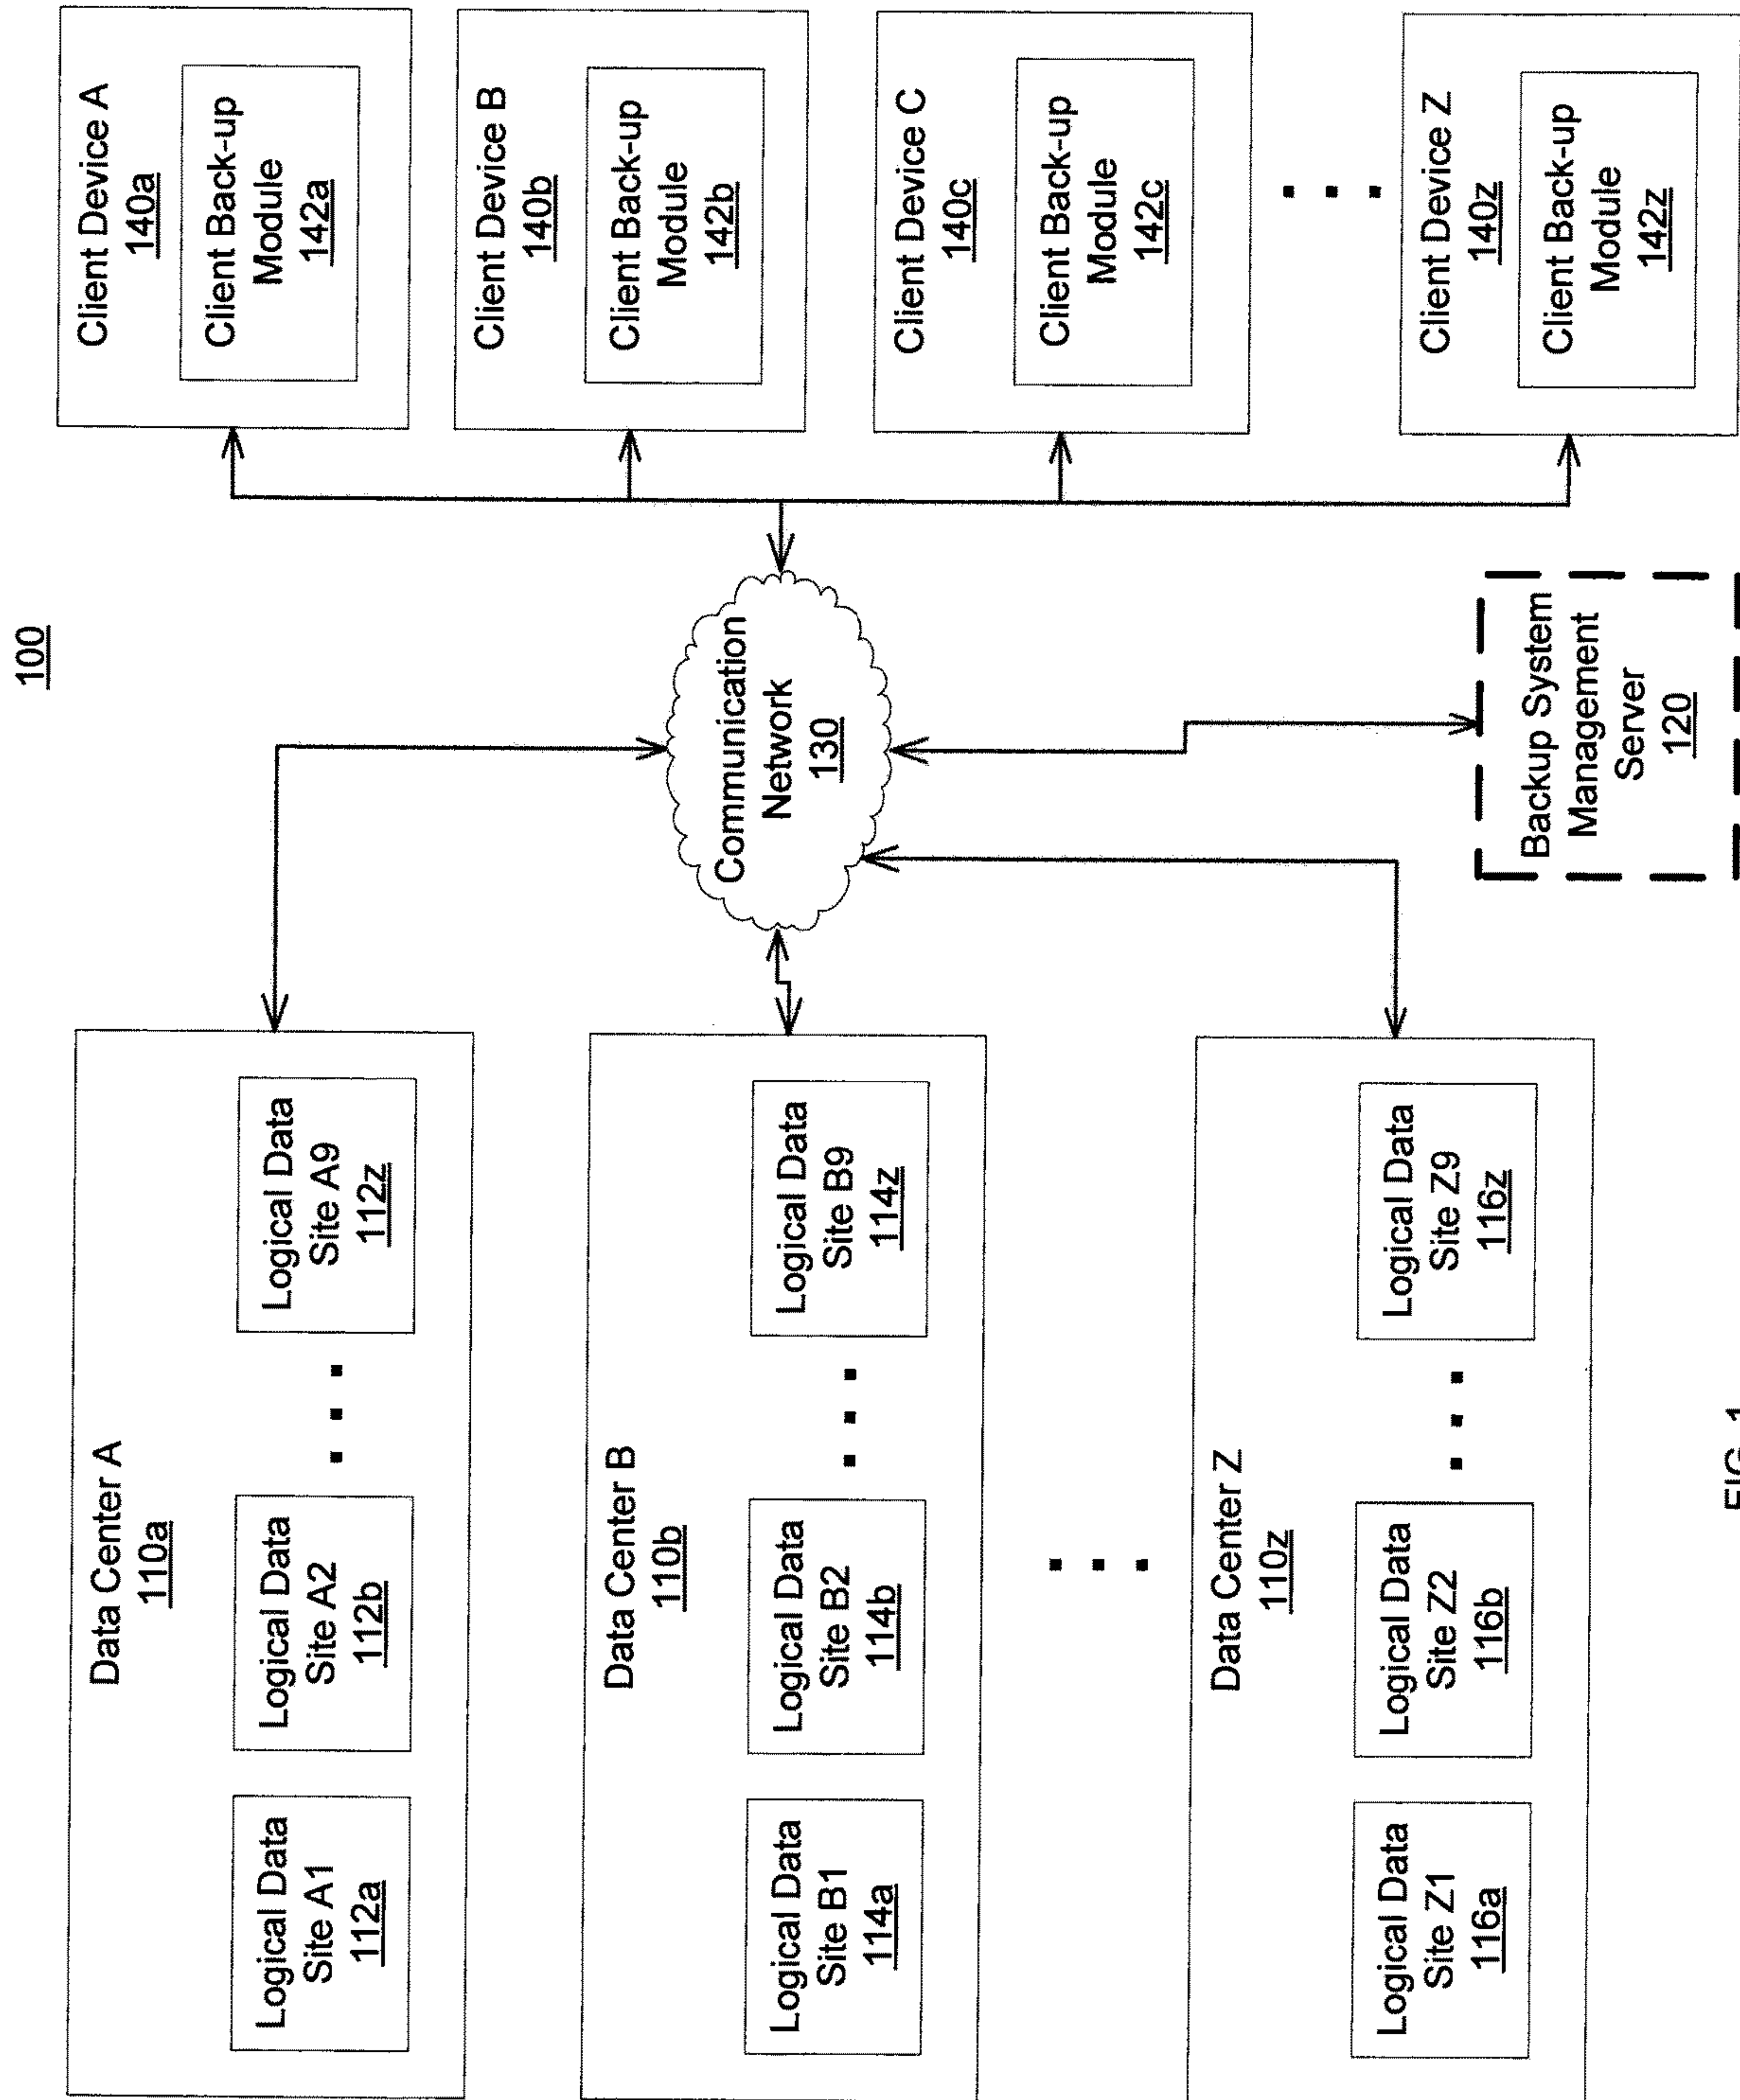 100
Data Center A
110a
Logical Data
Site A1
112a
Logical Data
Site A2
112b
Logical Data
Site A9
112z
Data Center B
110b
Logical Data
Site B1
114a
Logical Data
Site B2
114b
Logical Data
Site B9
114z
Data Center Z
110z
Logical Data
Site Z1
116a
Logical Data
Site Z2
116b
Logical Data
Site Z9
116z
Communication
Network
130
Backup System
Management
Server
120
Client Device A
140a
Client Back-up
Module
142a
Client Device B
140b
Client Back-up
Module
142b
Client Device C
140c
Client Back-up
Module
142c
Client Device Z
140z
Client Back-up
Module
142z
FIG. 1